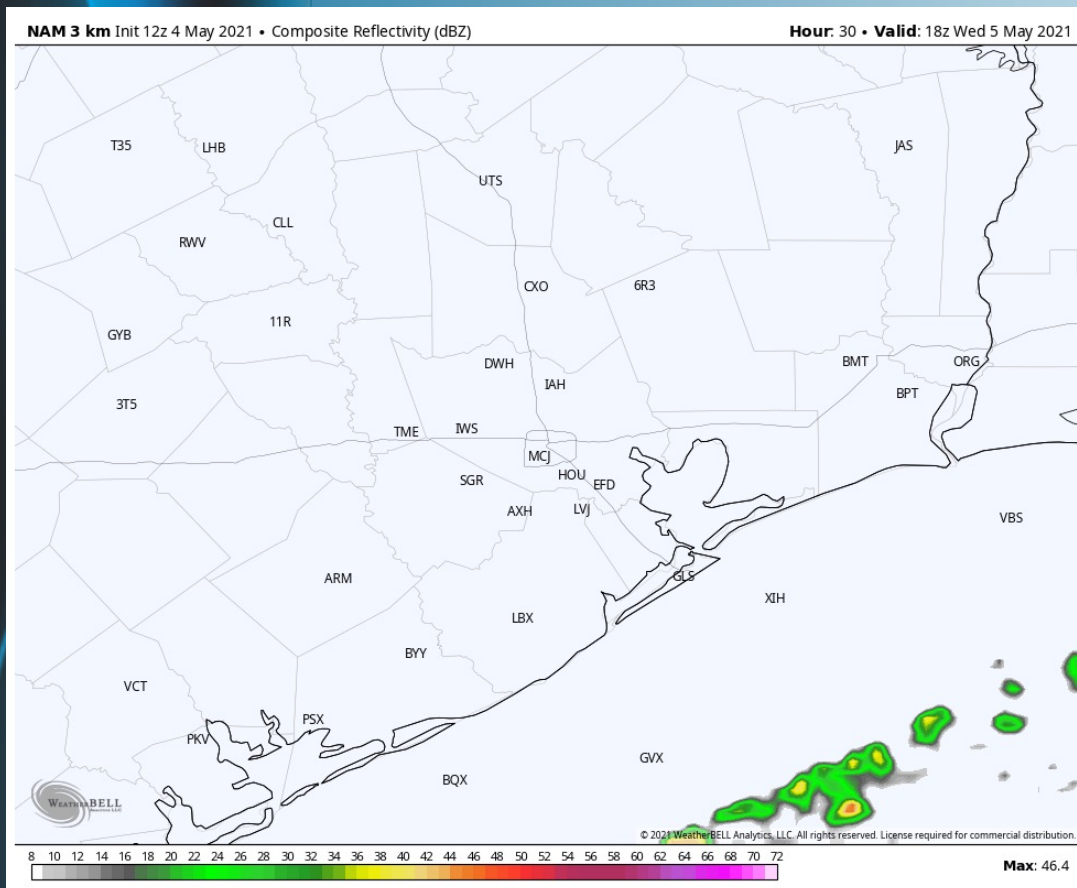 NAM 3 km Init 12z 4 May 2021 • Composite Reflectivity (dBZ) Hour: 30 • Valid: 18z Wed 5 May 2021
T35 LHB JAS
UTS
CLL
RWV
CXO 6R3
11R
GYB
DWH BMT ORG
IAH
BPT
3T5
TME IWS
MCJ
SGR HOU EFD
AXH LVJ
VBS
ARM GLS
XIH
LBX
BYY
VCT
PSX
PKV
GVX
BQX
WEATHERBELL
© 2021 WeatherBELL Analytics, LLC. All rights reserved. License required for commercial distribution.
8 10 12 14 16 18 20 22 24 26 28 30 32 34 36 38 40 42 44 46 48 50 52 54 56 58 60 62 64 66 68 70 72
Max: 46.4